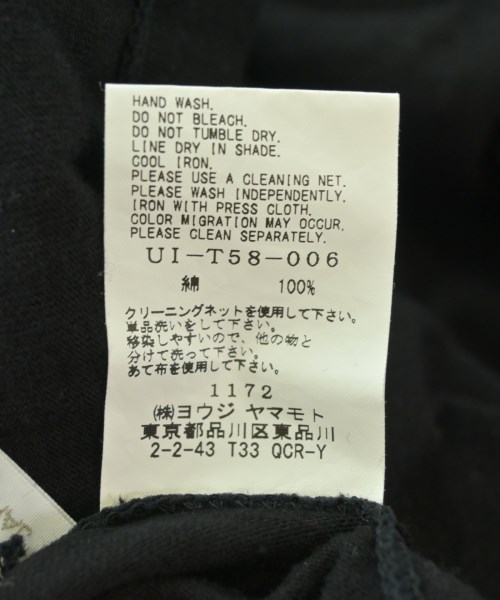 HAND WASH.
DO NOT BLEACH.
DO NOT TUMBLE DRY.
LINE DRY IN SHADE.
COOL IRON.
PLEASE USE A CLEANING NET.
PLEASE WASH INDEPENDENTLY.
IRON WITH PRESS CLOTH.
COLOR MIGRATION MAY OCCUR.
PLEASE CLEAN SEPARATELY.
UI-T58-006
綿 100%
クリーニングネットを使用して下さい。
単品洗いをして下さい。
移染しやすいので、他の物と
分けて洗って下さい。
あて布を使用して下さい。
1172
㈱ヨウジ ヤマモト
東京都品川区東品川
2-2-43 T33 QCR-Y